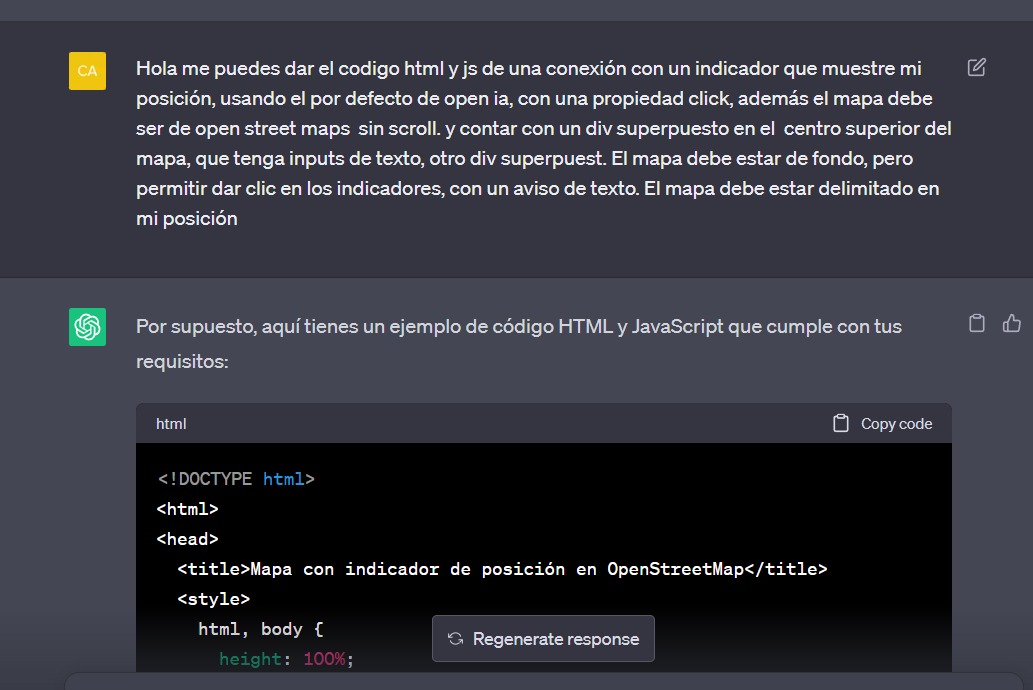 CA
Hola me puedes dar el codigo html y js de una conexión con un indicador que muestre mi
posición, usando el por defecto de open ia, con una propiedad click, además el mapa debe
ser de open street maps  sin scroll. y contar con un div superpuesto en el  centro superior del
mapa, que tenga inputs de texto, otro div superpuest. El mapa debe estar de fondo, pero
permitir dar clic en los indicadores, con un aviso de texto. El mapa debe estar delimitado en
mi posición
Por supuesto, aquí tienes un ejemplo de código HTML y JavaScript que cumple con tus
requisitos:
html
Copy code
<!DOCTYPE html>
<html>
<head>
  <title>Mapa con indicador de posición en OpenStreetMap</title>
  <style>
    html, body {
      height: 100%;
Regenerate response